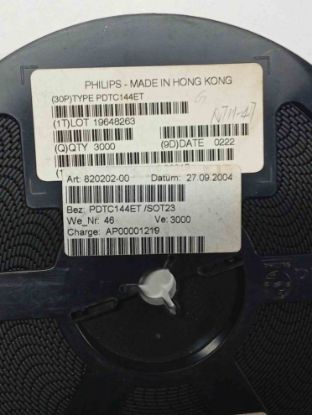 PHILIPS - MADE IN HONG KONG
(30P)TYPE PDTC144ET
(1T)LOT 19648263
(Q)QTY 3000 (9D)DATE 0222
Art: 820202-00 Datum: 27.09.2004
Bez: PDTC144ET /SOT23
We_Nr: 46 Ve: 3000
Charge: AP00001219